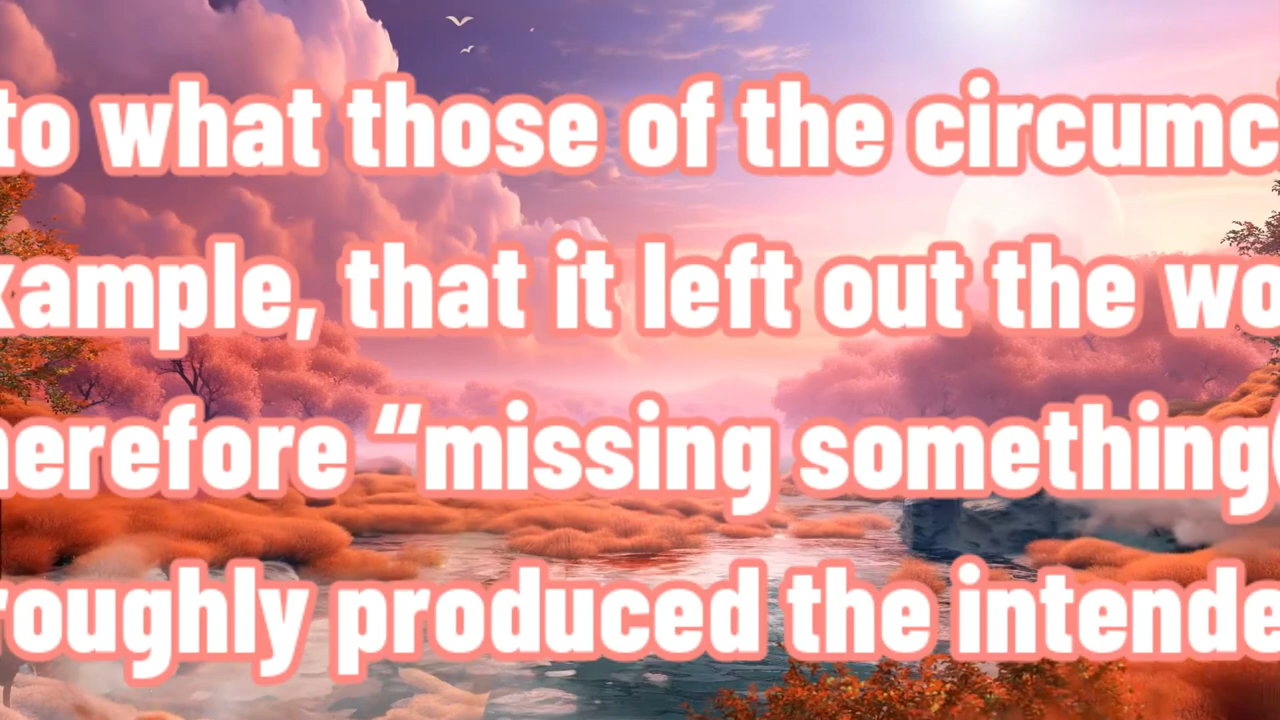 to what those of the circumc
xample, that it left out the wo
herefore “missing something
roughly produced the intende